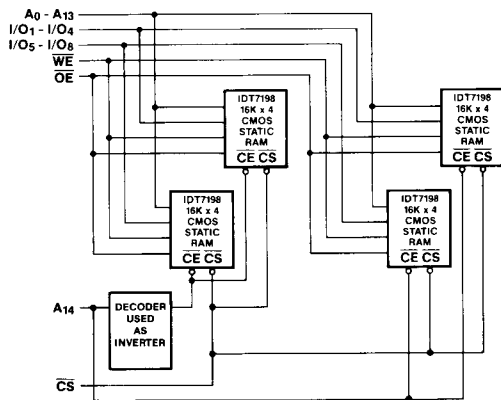 A0 - A13
I/O1 - I/O4
I/O5 - I/O8
WE
OE
IDT7198
16K x 4
CMOS
STATIC
RAM
CE CS
IDT7198
16K x 4
CMOS
STATIC
RAM
CE CS
IDT7198
16K x 4
CMOS
STATIC
RAM
CE CS
IDT7198
16K x 4
CMOS
STATIC
RAM
CE CS
A14
DECODER
USED
AS
INVERTER
CS